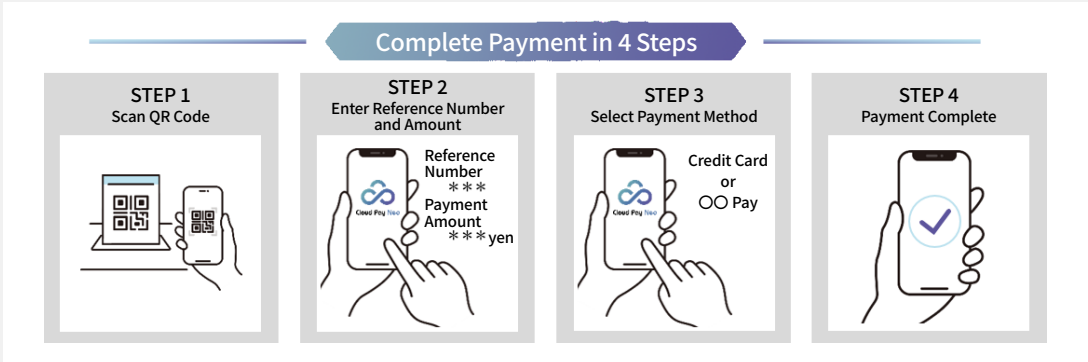 Complete Payment in 4 Steps
STEP 1
Scan QR Code
STEP 2
Enter Reference Number
and Amount
Cloud Pay Neo
Reference
Number
＊＊＊
Payment
Amount
＊＊＊yen
STEP 3
Select Payment Method
Cloud Pay Neo
Credit Card
or
〇〇 Pay
STEP 4
Payment Complete